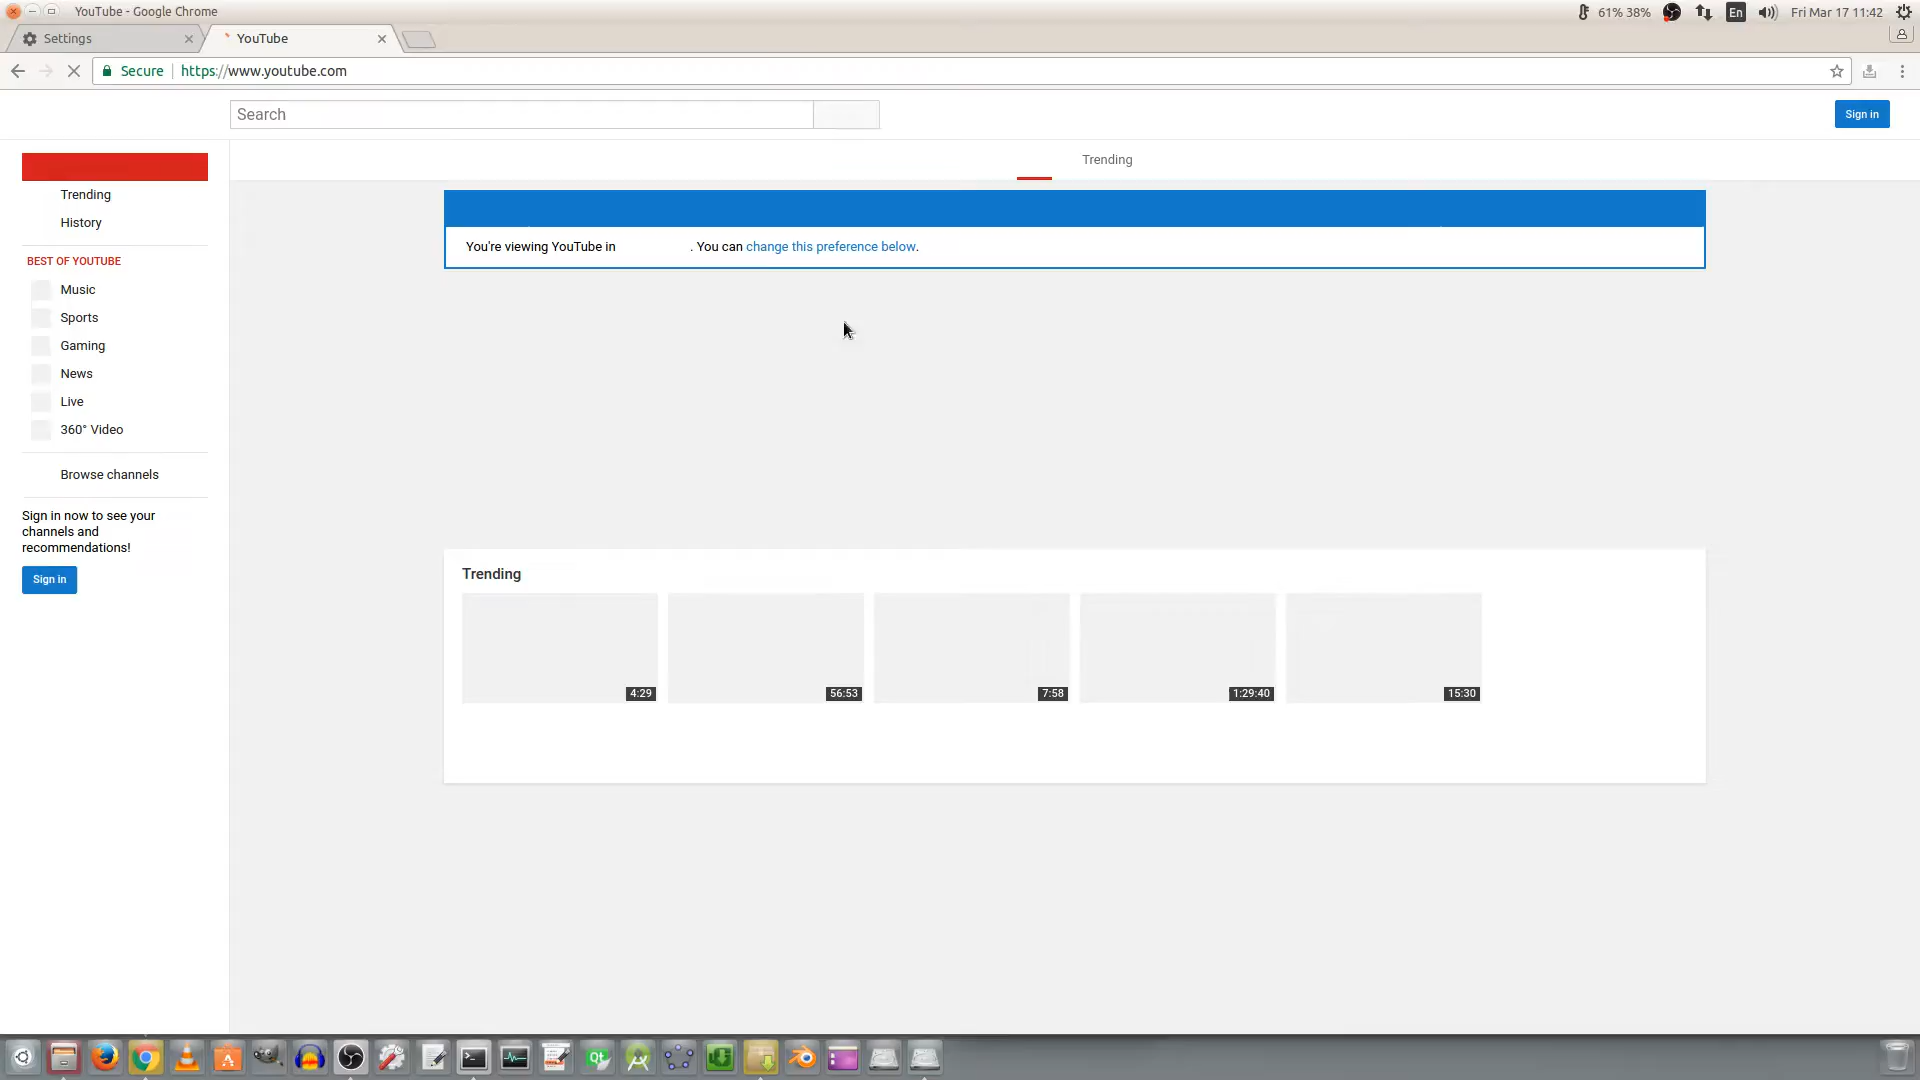 YouTube - Google Chrome
61% 38%
En
Fri Mar 17 11:42
Settings
YouTube
Secure
https://www.youtube.com
Search
Sign in
Trending
Trending
History
BEST OF YOUTUBE
Music
Sports
Gaming
News
Live
360° Video
Browse channels
Sign in now to see your
channels and
recommendations!
Sign in
You're viewing YouTube in . You can change this preference below.
Trending
4:29
56:53
7:58
1:29:40
15:30
Qt